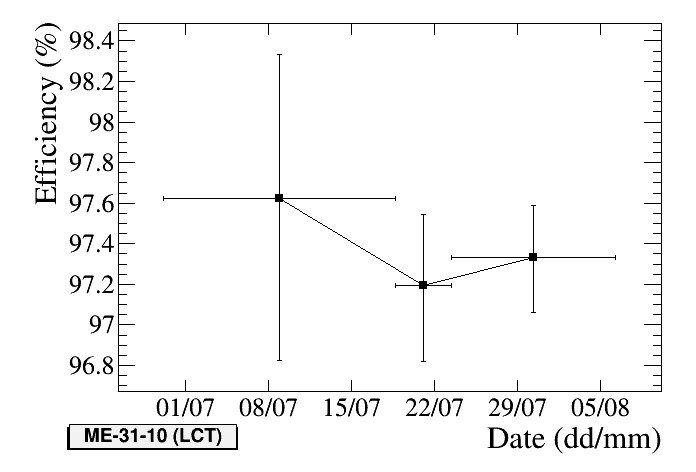 Efficiency (%)
98.4
98.2
98
97.8
97.6
97.4
97.2
97
96.8
01/07 08/07 15/07 22/07 29/07 05/08
Date (dd/mm)
ME-31-10 (LCT)